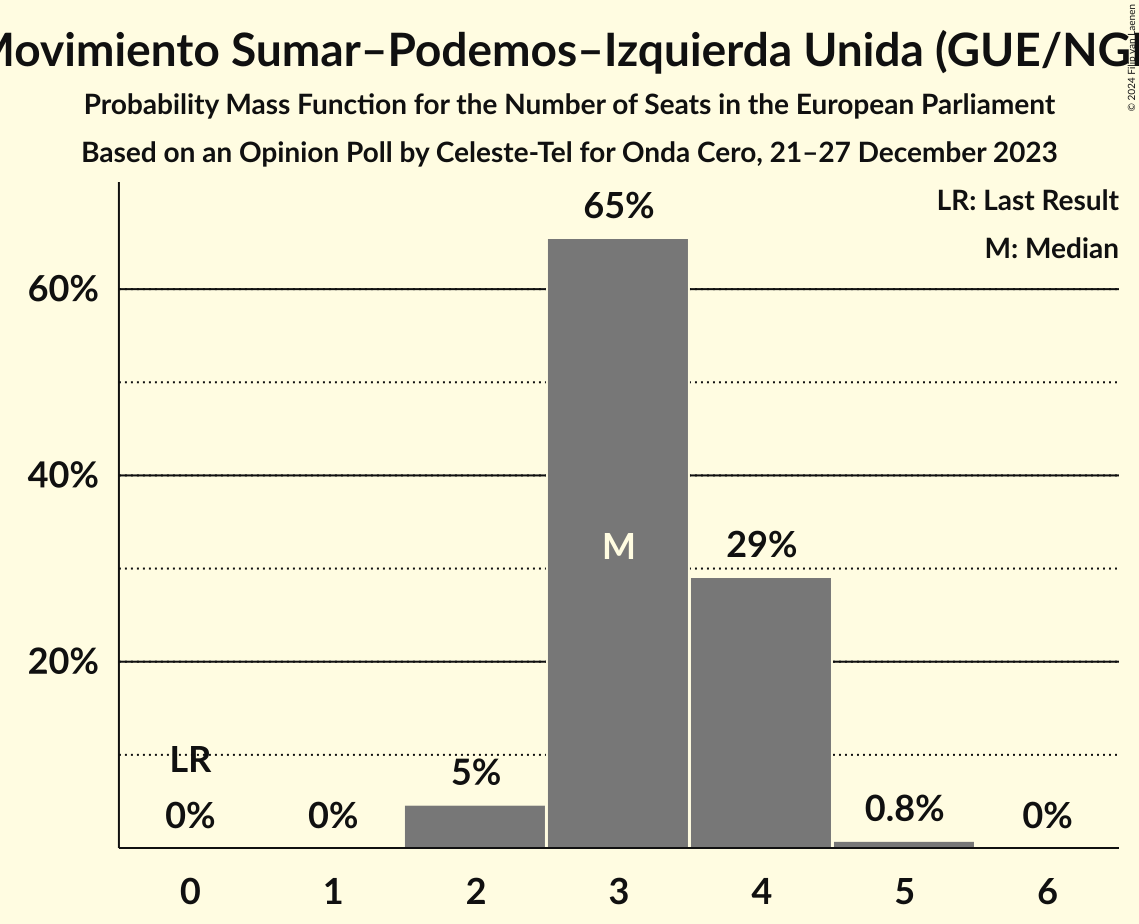 Movimiento Sumar–Podemos–Izquierda Unida (GUE/NG
Probability Mass Function for the Number of Seats in the European Parliament
Based on an Opinion Poll by Celeste-Tel for Onda Cero, 21–27 December 2023
© 2024 Filip van Laenen
LR: Last Result
M: Median
65%
60%
40%
M
29%
20%
LR
5%
0%
0%
0.8%
0%
0 1 2 3 4 5 6